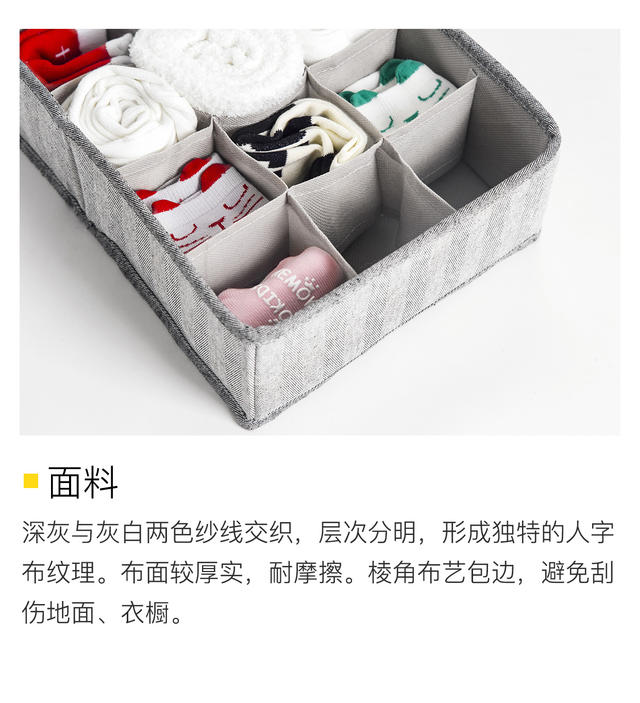 MEOW
OKIDO
面料
深灰与灰白两色纱线交织，层次分明，形成独特的人字
布纹理。布面较厚实，耐摩擦。棱角布艺包边，避免刮
伤地面、衣橱。